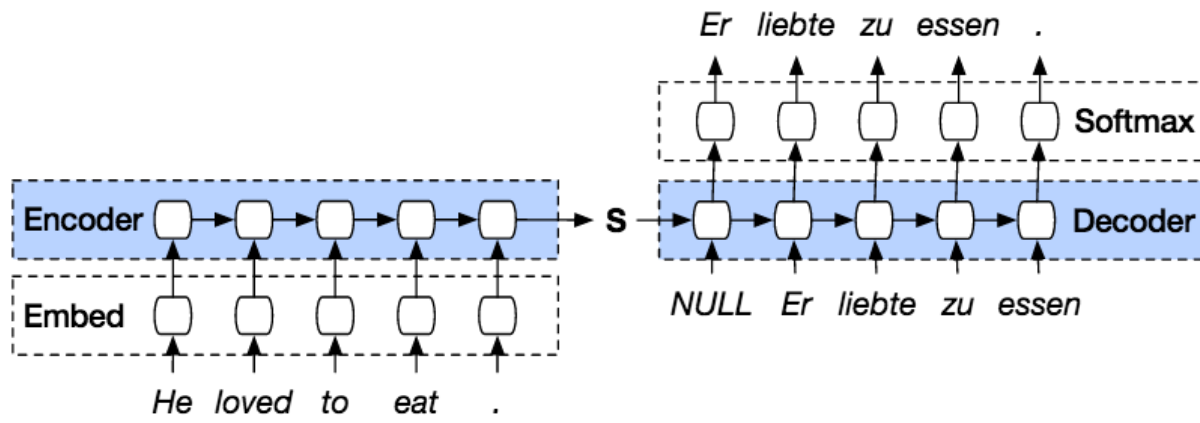 Er liebte zu essen .
Softmax
Encoder
S
Decoder
NULL Er liebte zu essen
Embed
He loved to eat .